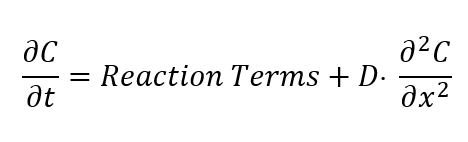 ∂C/∂t = Reaction Terms + D· ∂²C/∂x²